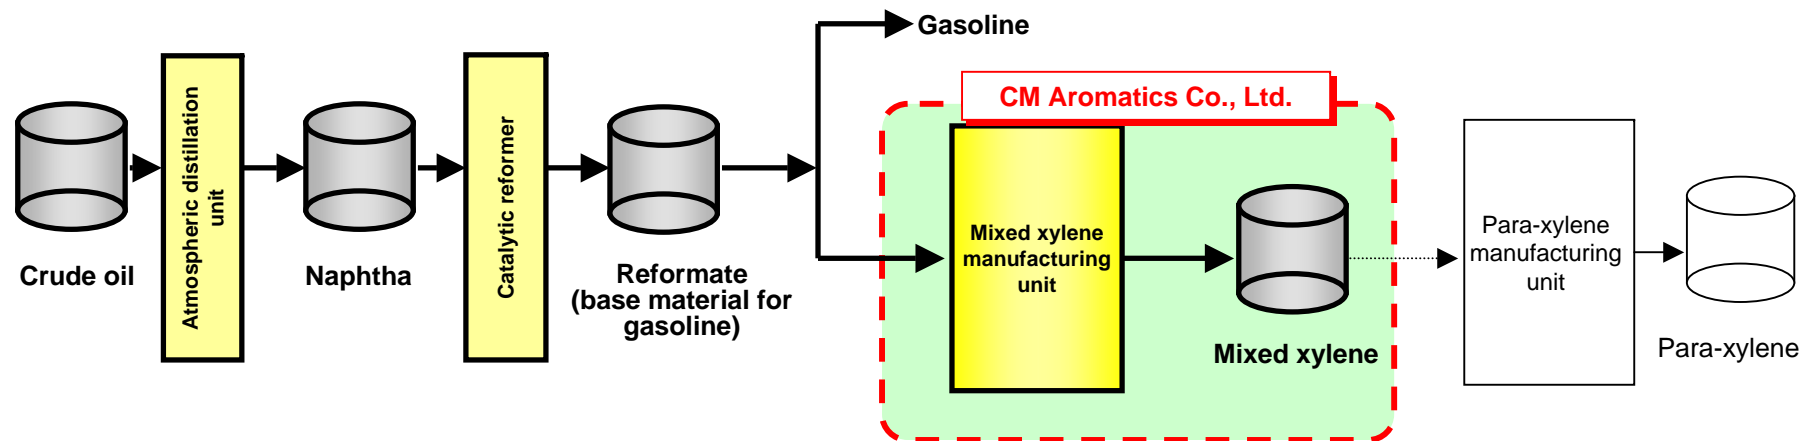 Gasoline
CM Aromatics Co., Ltd.
Crude oil
Atmospheric distillation
unit
Naphtha
Catalytic reformer
Reformate
(base material for
gasoline)
Mixed xylene
manufacturing
unit
Mixed xylene
Para-xylene
manufacturing
unit
Para-xylene